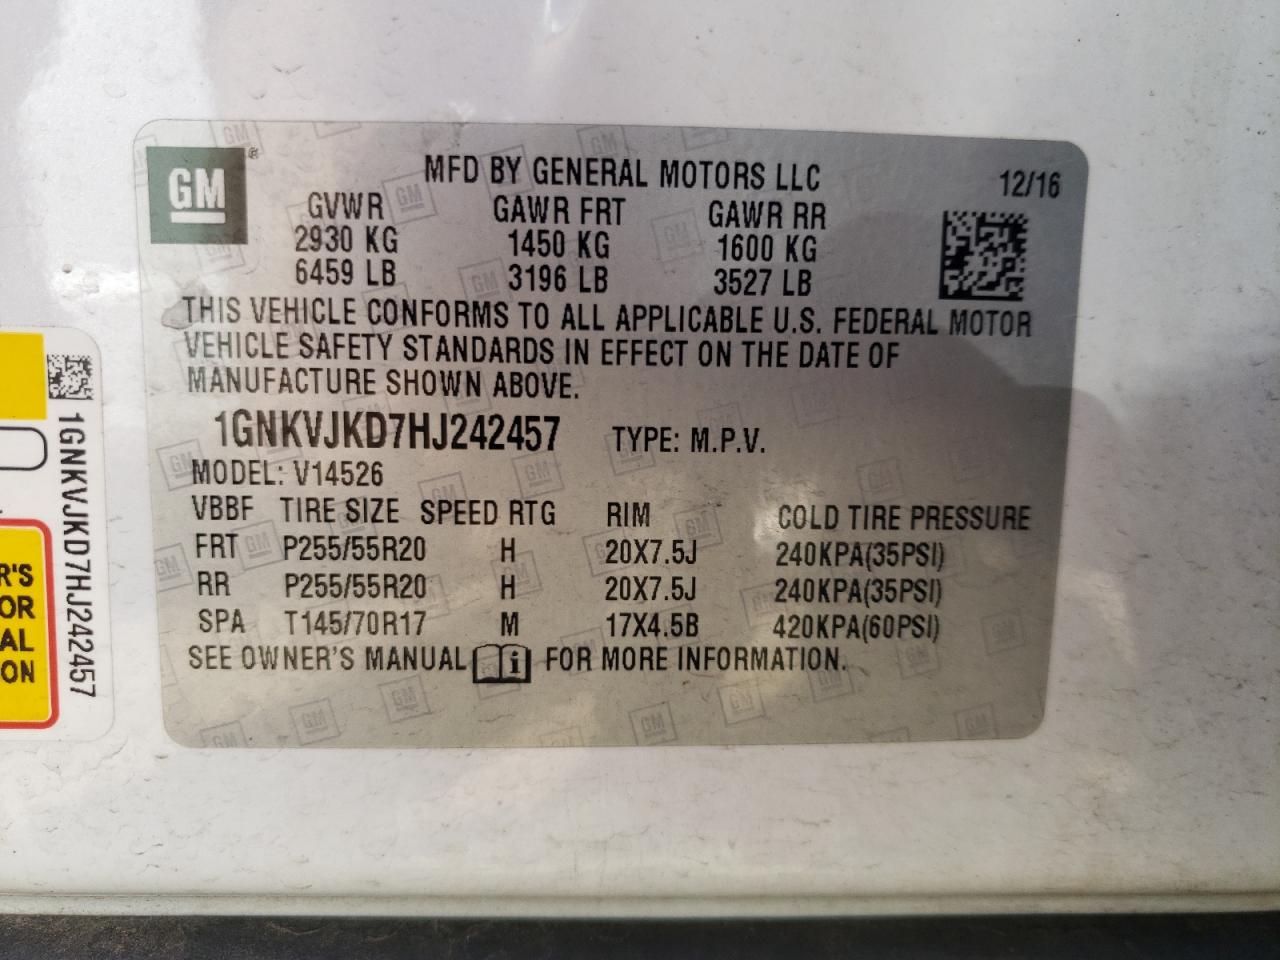 GM ®
MFD BY GENERAL MOTORS LLC 12/16
GVWR GAWR FRT GAWR RR
2930 KG 1450 KG 1600 KG
6459 LB 3196 LB 3527 LB
THIS VEHICLE CONFORMS TO ALL APPLICABLE U.S. FEDERAL MOTOR
VEHICLE SAFETY STANDARDS IN EFFECT ON THE DATE OF
MANUFACTURE SHOWN ABOVE.
1GNKVJKD7HJ242457 TYPE: M.P.V.
MODEL: V14526
VBBF TIRE SIZE SPEED RTG RIM COLD TIRE PRESSURE
FRT P255/55R20 H 20X7.5J 240KPA(35PSI)
RR P255/55R20 H 20X7.5J 240KPA(35PSI)
SPA T145/70R17 M 17X4.5B 420KPA(60PSI)
SEE OWNER'S MANUAL i FOR MORE INFORMATION.
1GNKVJKD7HJ242457
R'S
OR
AL
ON